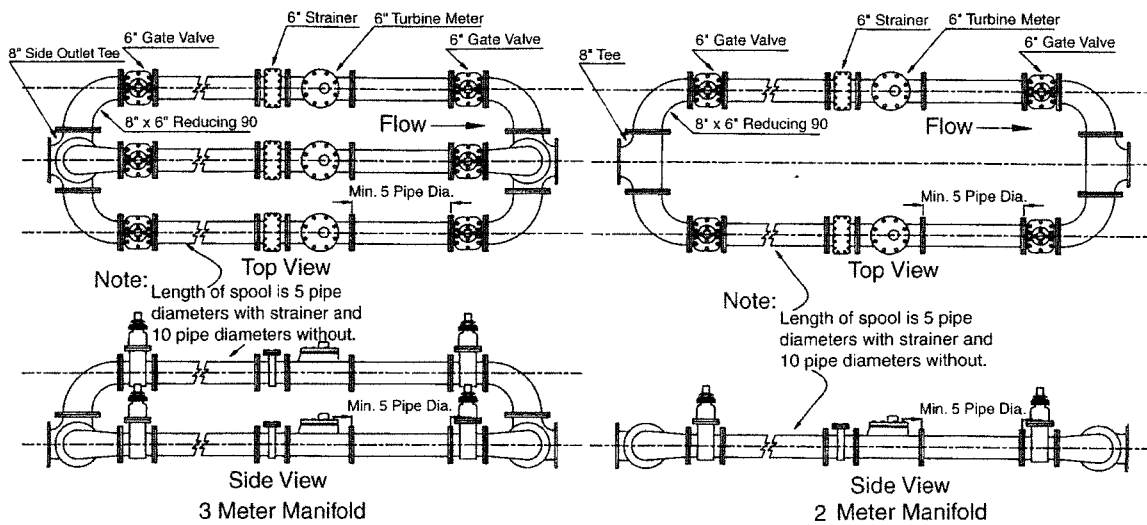 6" Strainer
6" Turbine Meter
6" Gate Valve
6" Gate Valve
8" Side Outlet Tee
8" x 6" Reducing 90
Flow
Min. 5 Pipe Dia.
Top View
Note:
Length of spool is 5 pipe
diameters with strainer and
10 pipe diameters without.
Min. 5 Pipe Dia.
Side View
3 Meter Manifold
6" Strainer
6" Turbine Meter
6" Gate Valve
6" Gate Valve
8" Tee
8" x 6" Reducing 90
Flow
Min. 5 Pipe Dia.
Top View
Note:
Length of spool is 5 pipe
diameters with strainer and
10 pipe diameters without.
Min. 5 Pipe Dia.
Side View
2 Meter Manifold